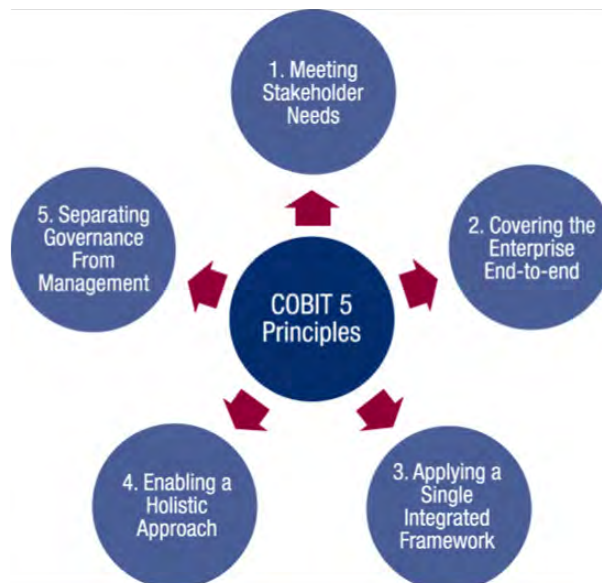 1. Meeting
Stakeholder
Needs
5. Separating
Governance
From
Management
2. Covering the
Enterprise
End-to-end
COBIT 5
Principles
4. Enabling a
Holistic
Approach
3. Applying a
Single
Integrated
Framework